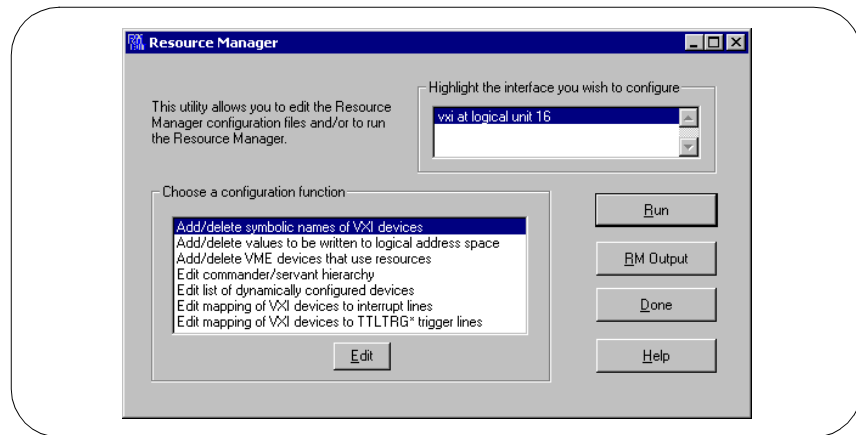 Resource Manager
This utility allows you to edit the Resource
Manager configuration files and/or to run
the Resource Manager.
Highlight the interface you wish to configure
vxi at logical unit 16
Choose a configuration function
Add/delete symbolic names of VXI devices
Add/delete values to be written to logical address space
Add/delete VME devices that use resources
Edit commander/servant hierarchy
Edit list of dynamically configured devices
Edit mapping of VXI devices to interrupt lines
Edit mapping of VXI devices to TTLTRG* trigger lines
Edit
Run
RM Output
Done
Help